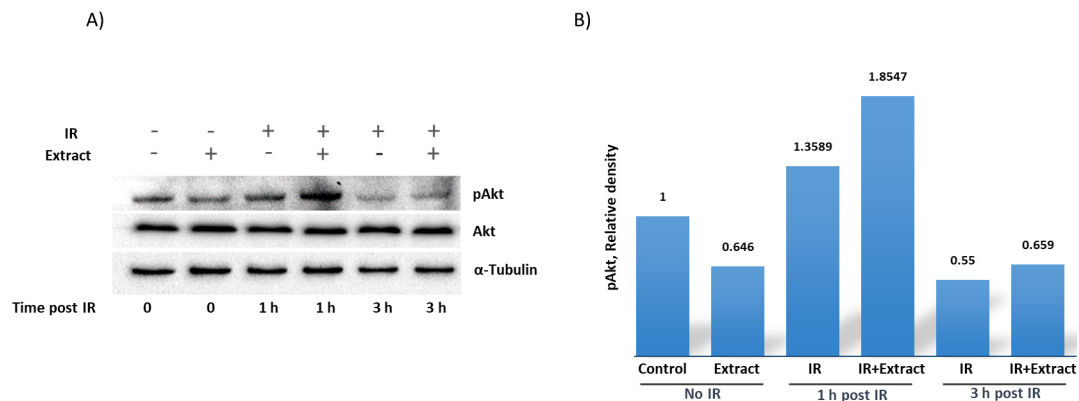 A)
IR - - + + + +
Extract - + - + - +
pAkt
Akt
α-Tubulin
Time post IR 0 0 1 h 1 h 3 h 3 h
B)
pAkt, Relative density
1 0.646 1.3589 1.8547 0.55 0.659
Control Extract IR IR+Extract IR IR+Extract
No IR 1 h post IR 3 h post IR